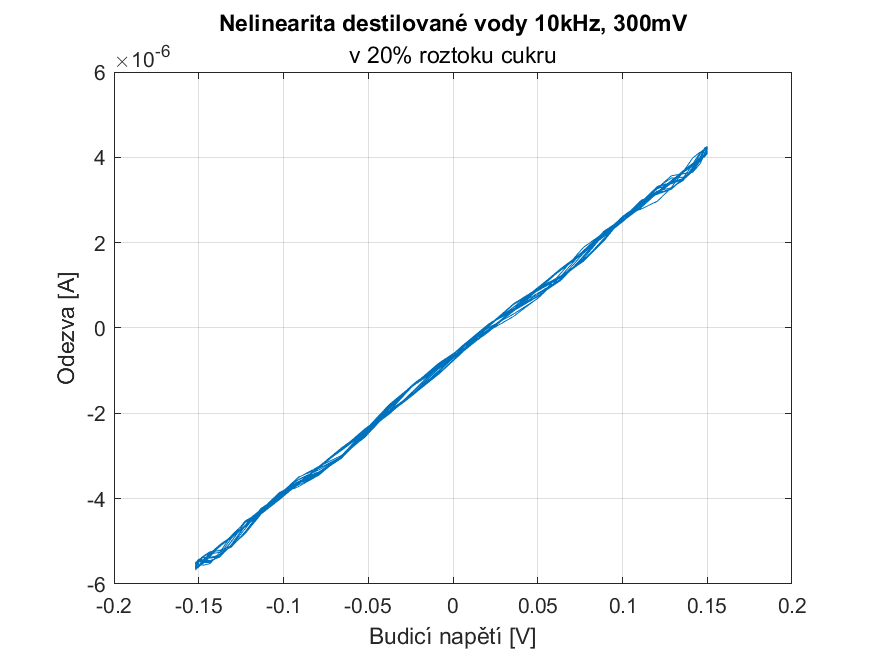 Nelinearita destilované vody 10kHz, 300mV
v 20% roztoku cukru
×10^-6
6
4
2
0
-2
-4
-6
-0.2 -0.15 -0.1 -0.05 0 0.05 0.1 0.15 0.2
Budicí napětí [V]
Odezva [A]